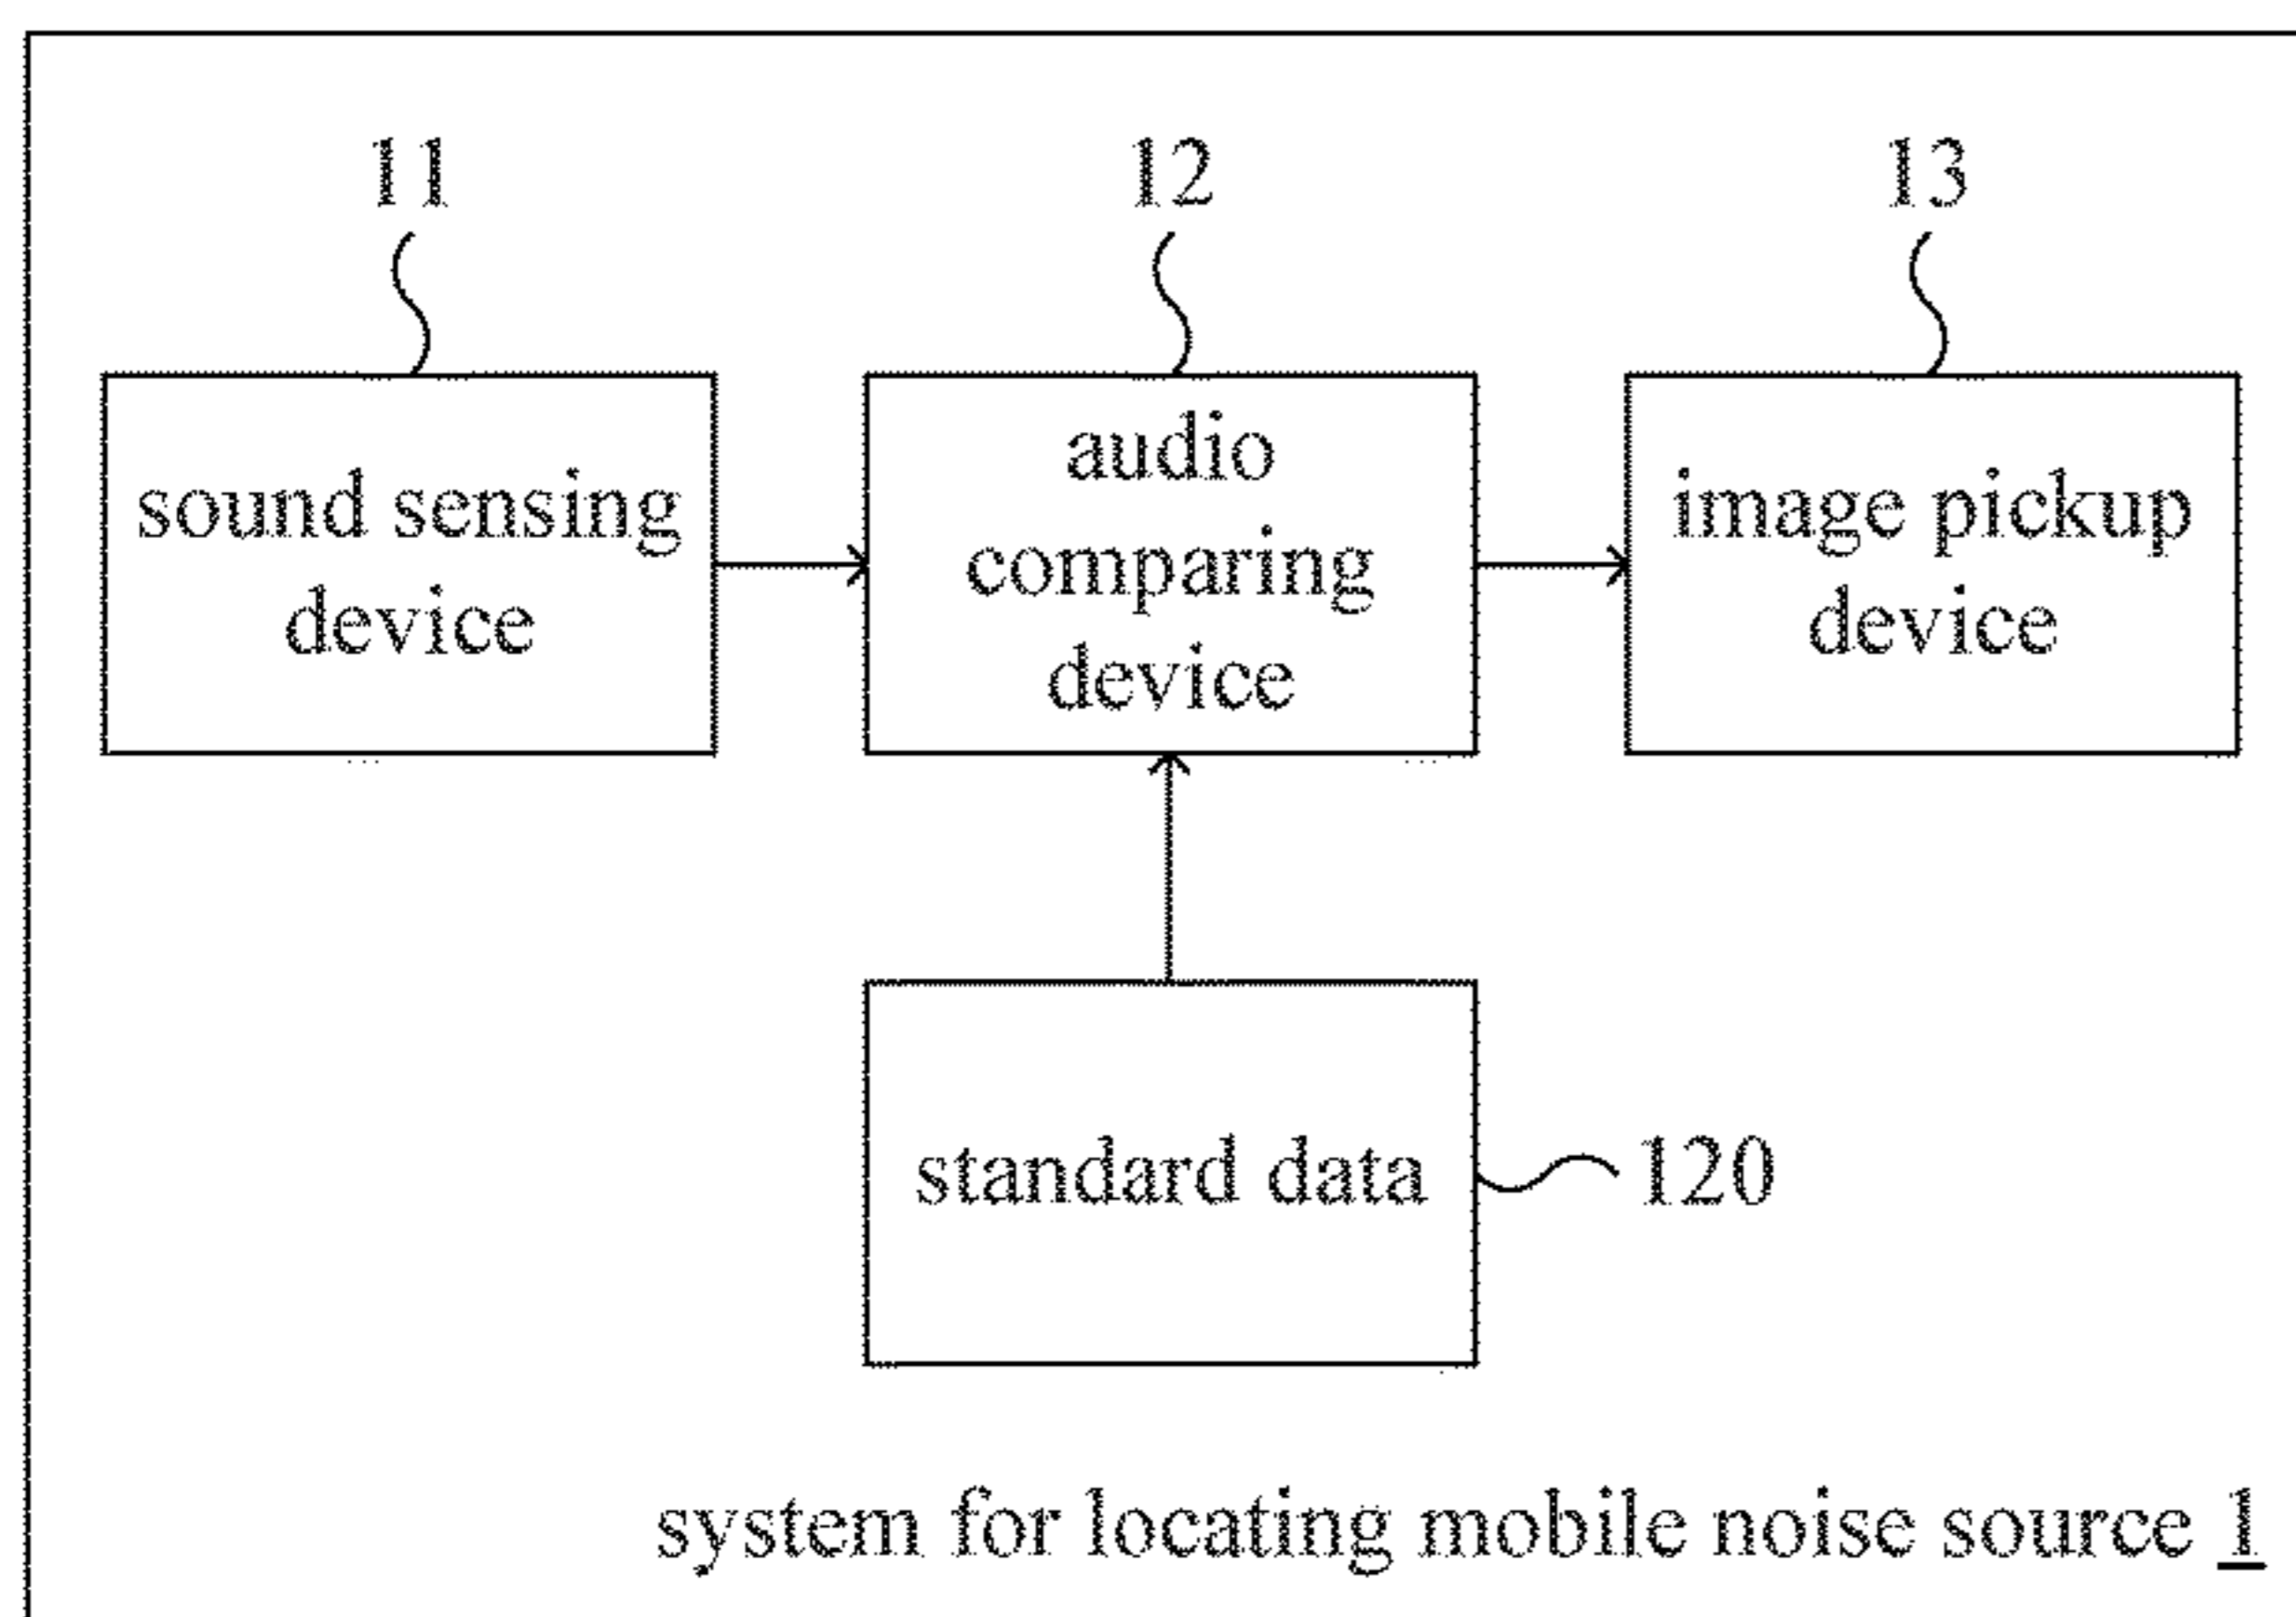 11
12
13
sound sensing
device
audio
comparing
device
image pickup
device
standard data
120
system for locating mobile noise source 1